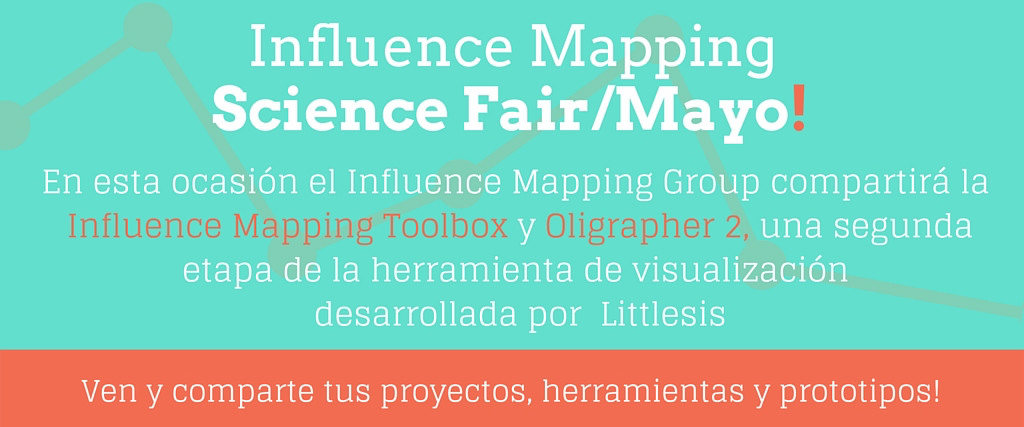 Influence Mapping
Science Fair/Mayo!
En esta ocasión el Influence Mapping Group compartirá la
Influence Mapping Toolbox y Oligrapher 2, una segunda
etapa de la herramienta de visualización
desarrollada por Littlesis
Ven y comparte tus proyectos, herramientas y prototipos!